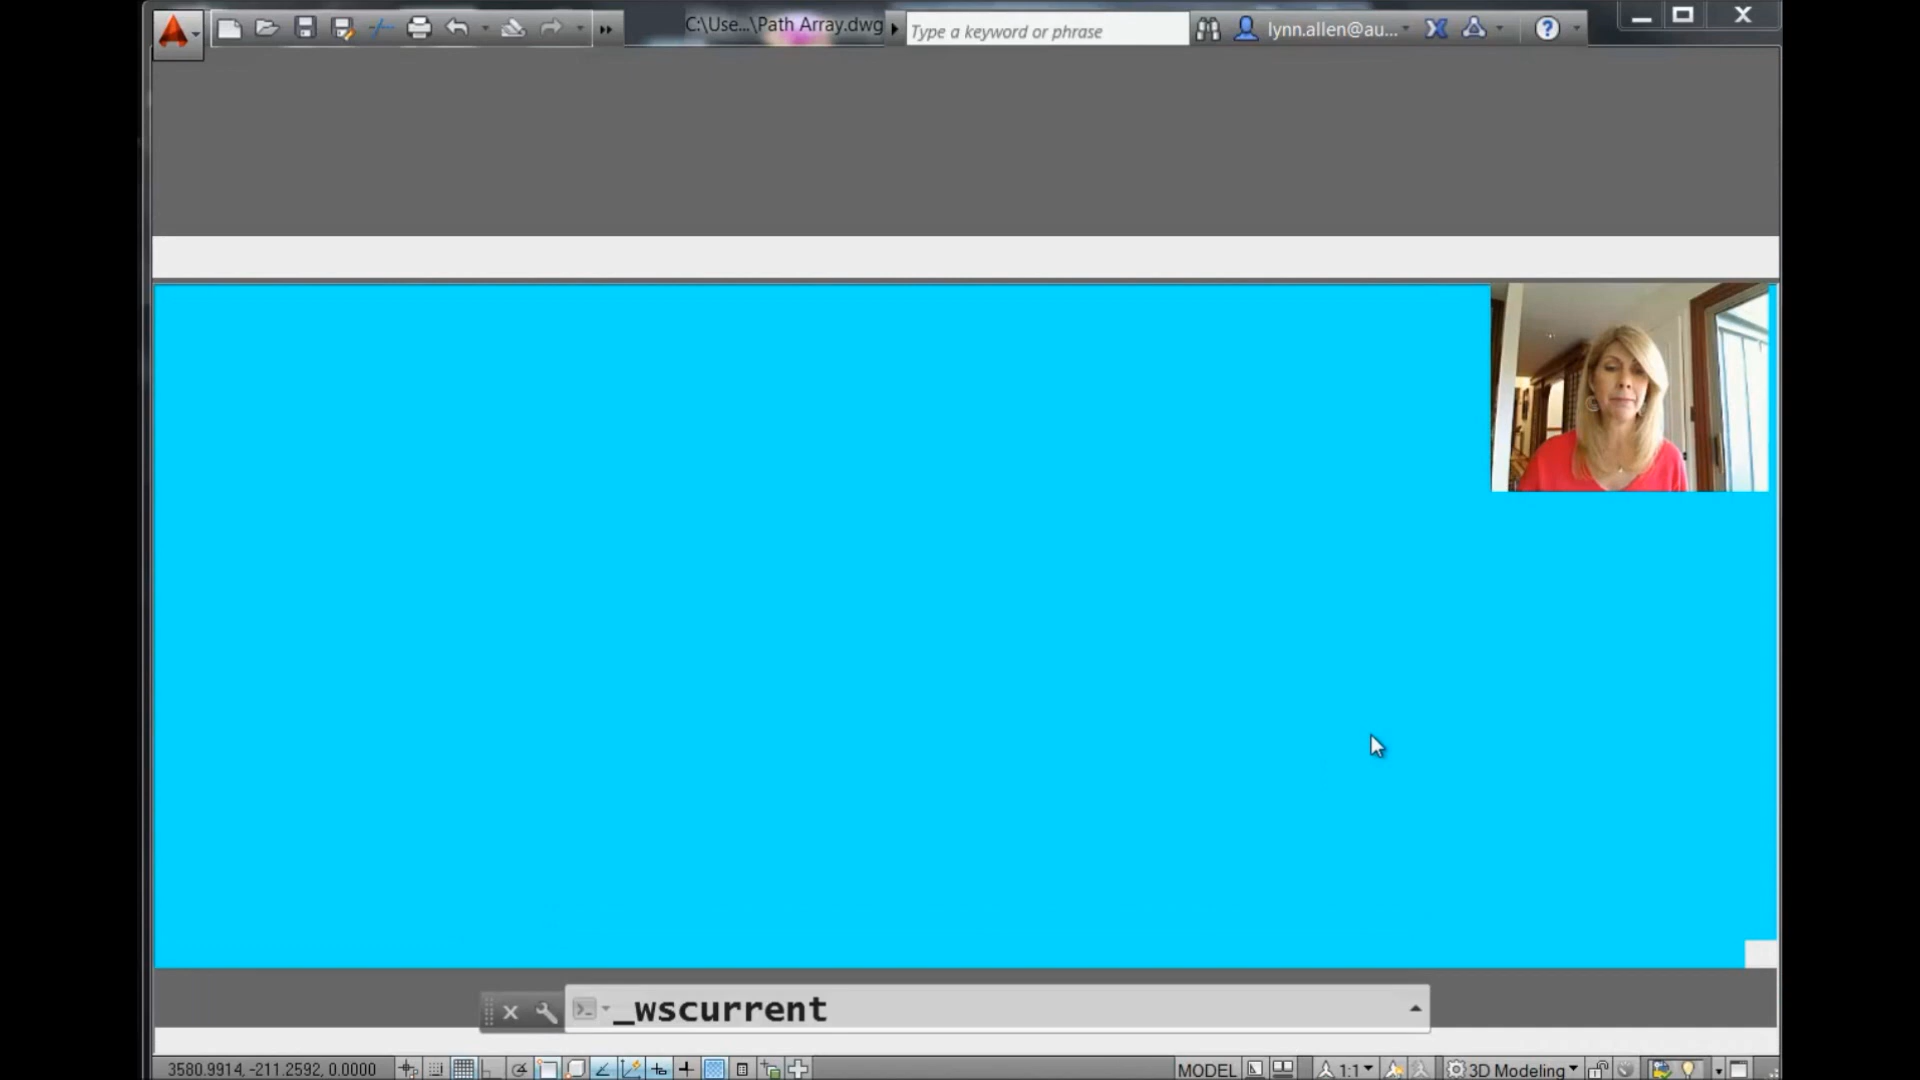 C:\Use...\Path Array.dwg
Type a keyword or phrase
lynn.allen@au...
_wscurrent
3580.9914, -211.2592, 0.0000
MODEL
1:1
3D Modeling